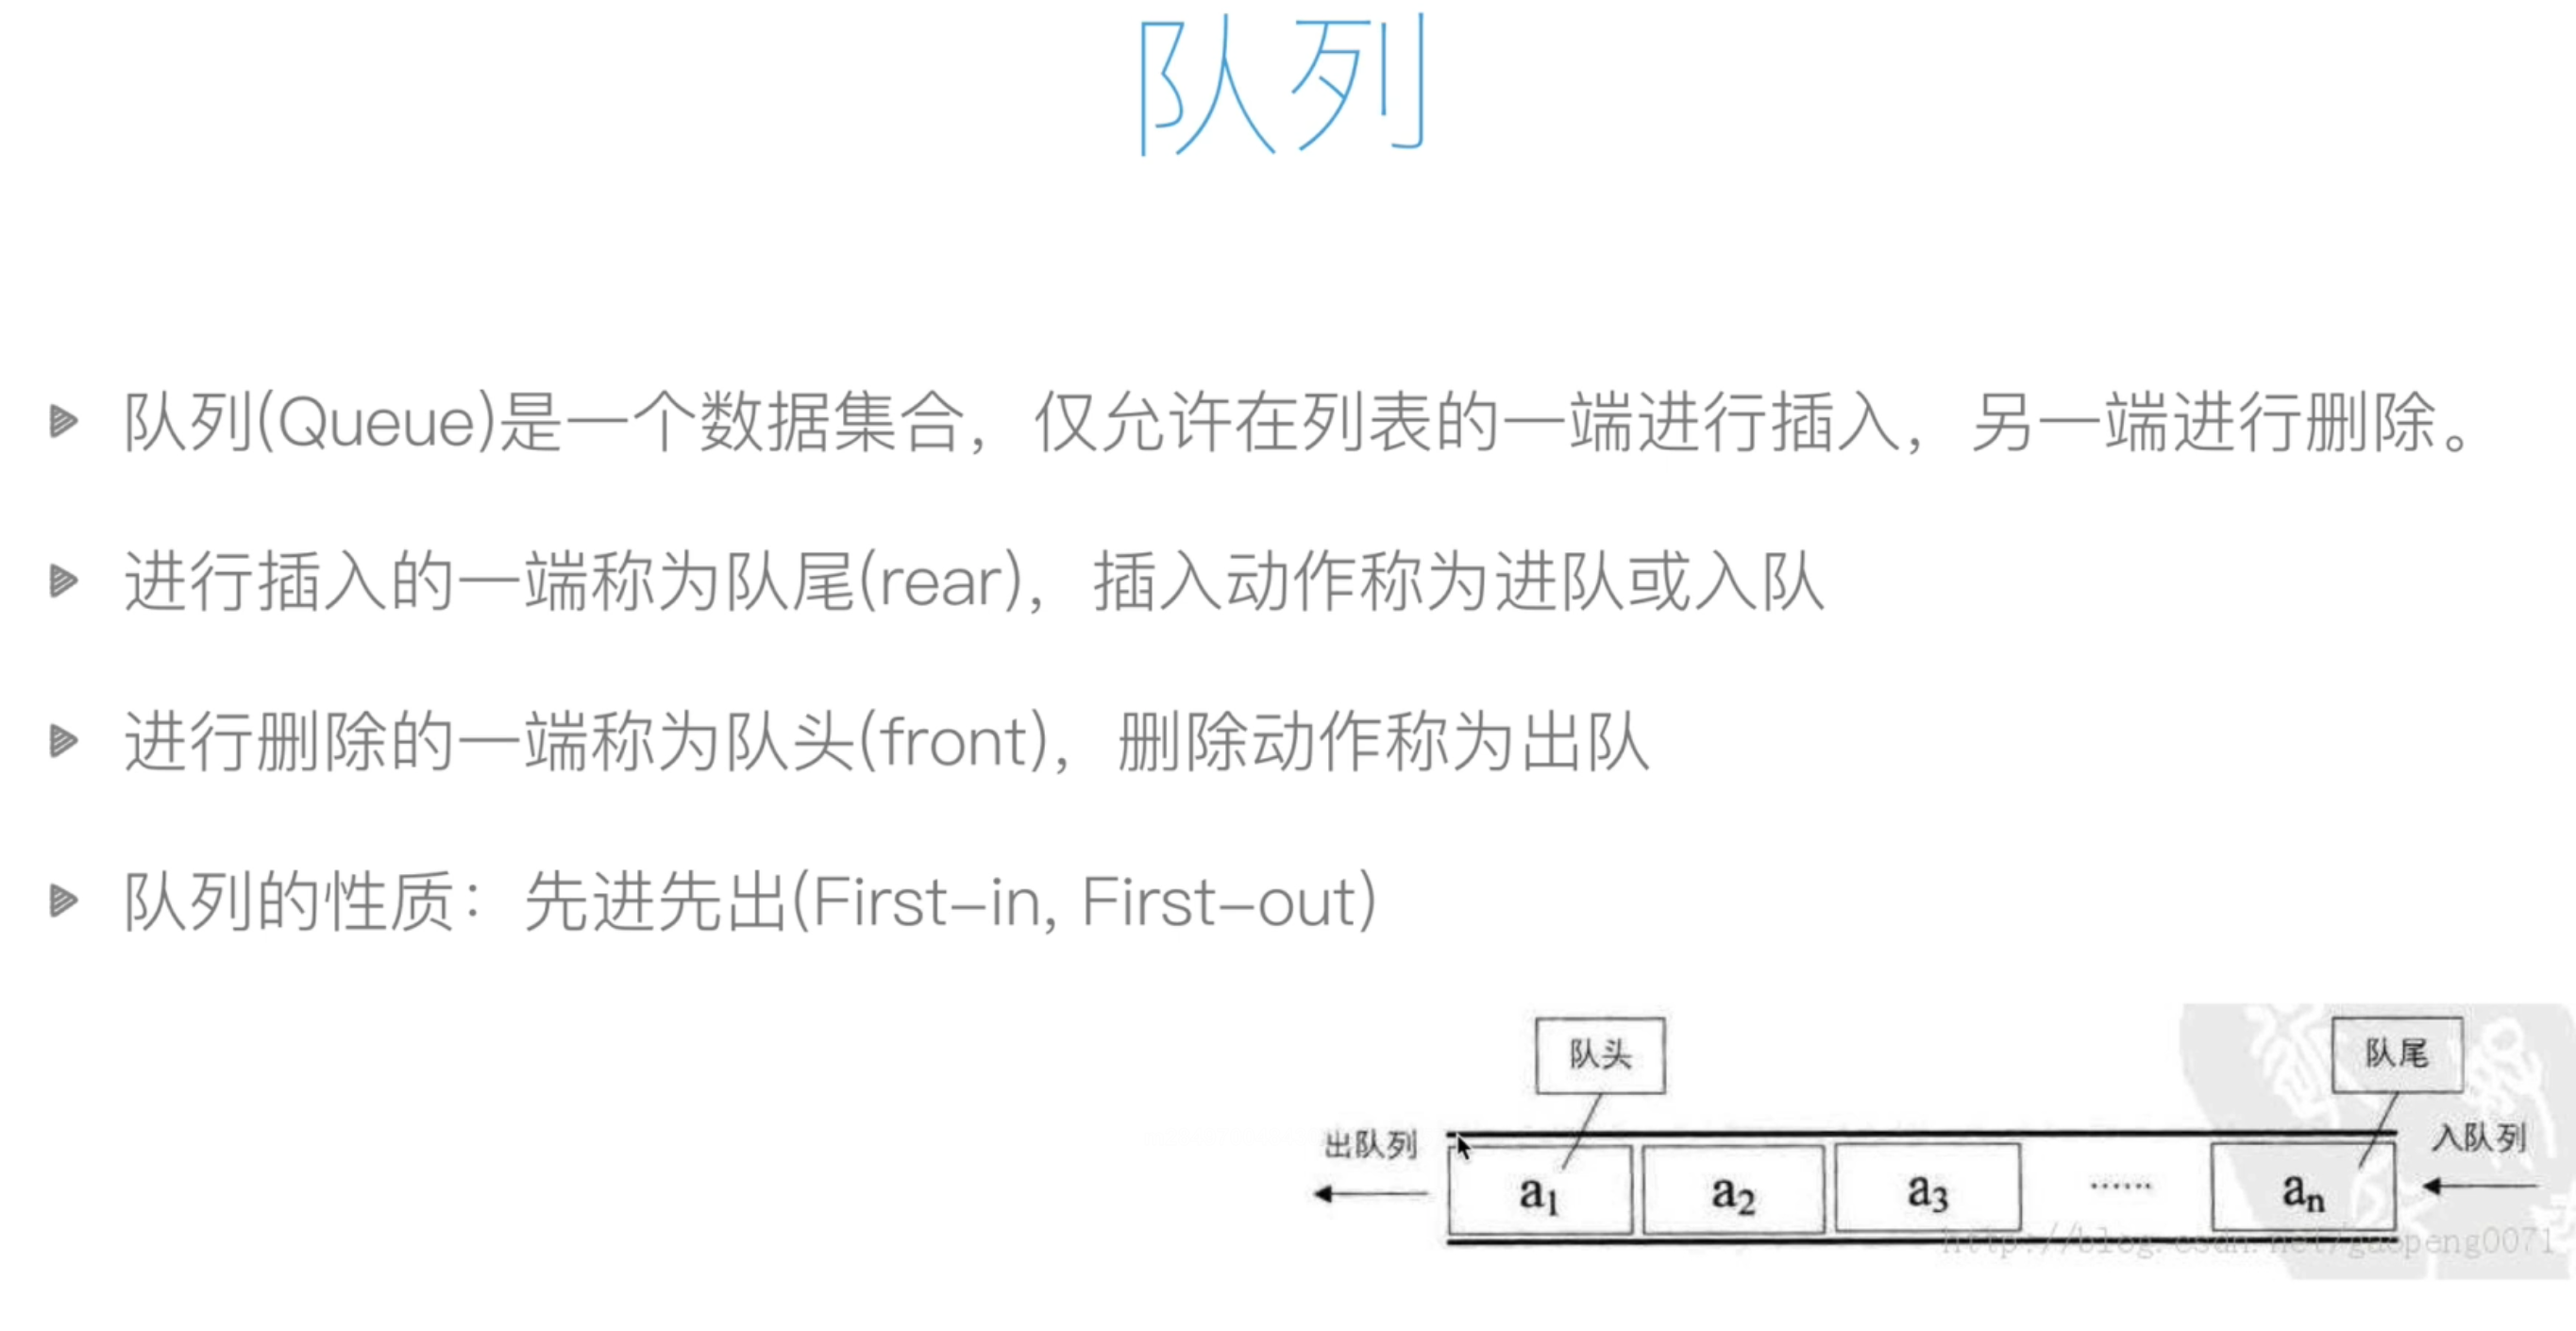 队列
队列(Queue)是一个数据集合，仅允许在列表的一端进行插入，另一端进行删除。
进行插入的一端称为队尾(rear)，插入动作称为进队或入队
进行删除的一端称为队头(front)，删除动作称为出队
队列的性质：先进先出(First-in, First-out)
队头
队尾
出队列
入队列
a1
a2
a3
……
an
http://blog.csdn.net/gaopeng0071